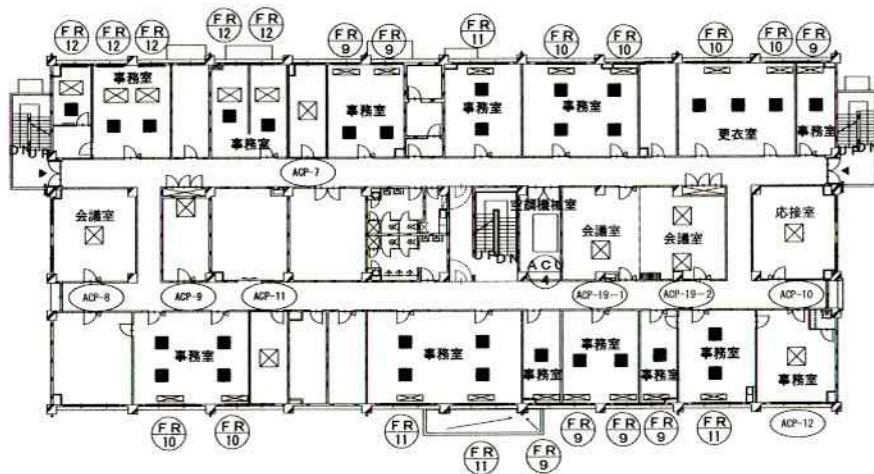 FR 12
FR 12
FR 12
FR 12
FR 12
FR 9
FR 9
FR 11
FR 10
FR 10
FR 10
FR 10
FR 9
事務室
事務室
事務室
事務室
事務室
更衣室
事務室
DN
UP
UP
DN
ACP-7
会議室
空調機械室
会議室
会議室
応接室
UP
DN
ACU 4
ACP-8
ACP-9
ACP-11
ACP-19-1
ACP-19-2
ACP-10
事務室
事務室
事務室
事務室
事務室
事務室
事務室
FR 10
FR 10
FR 11
FR 11
FR 9
FR 9
FR 9
FR 9
FR 11
ACP-12